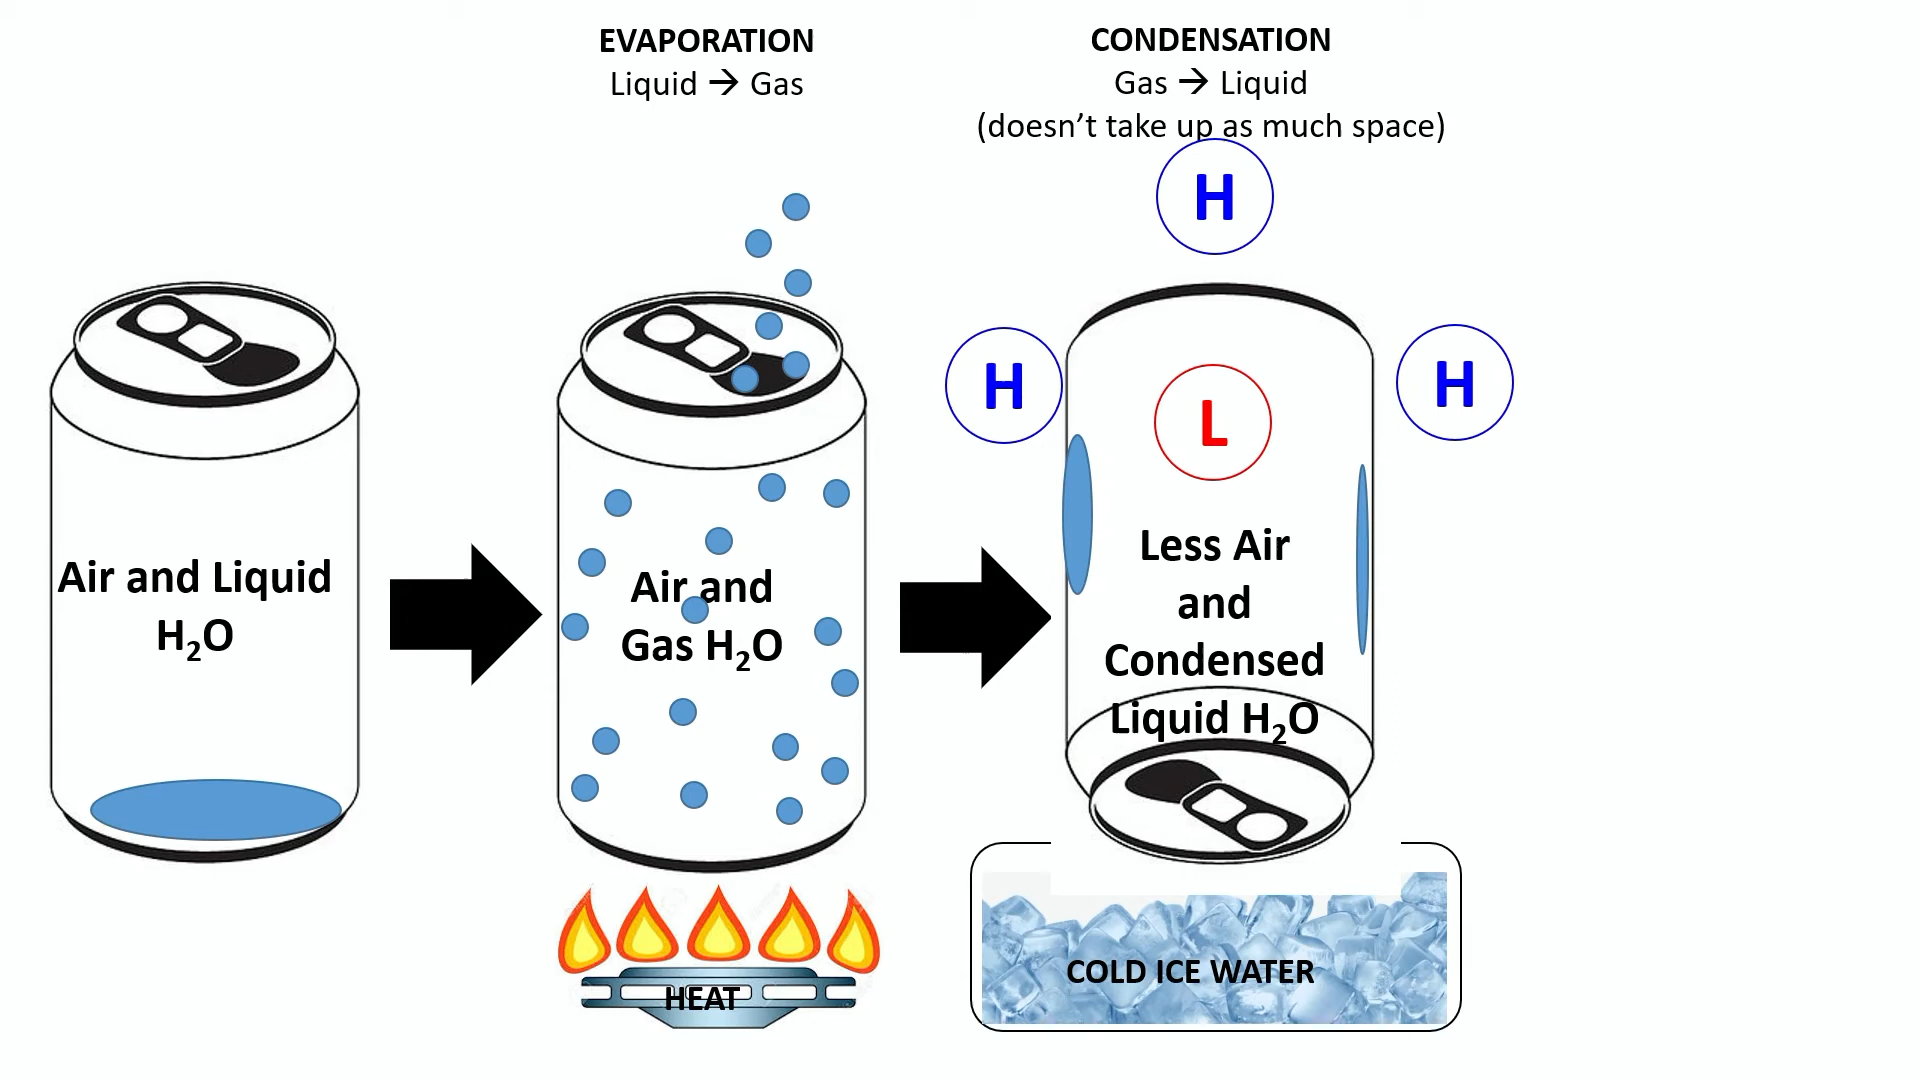 EVAPORATION
Liquid → Gas
CONDENSATION
Gas → Liquid
(doesn’t take up as much space)
H
H
H
L
Air and Liquid
H₂O
Air and
Gas H₂O
Less Air
and
Condensed
Liquid H₂O
HEAT
COLD ICE WATER